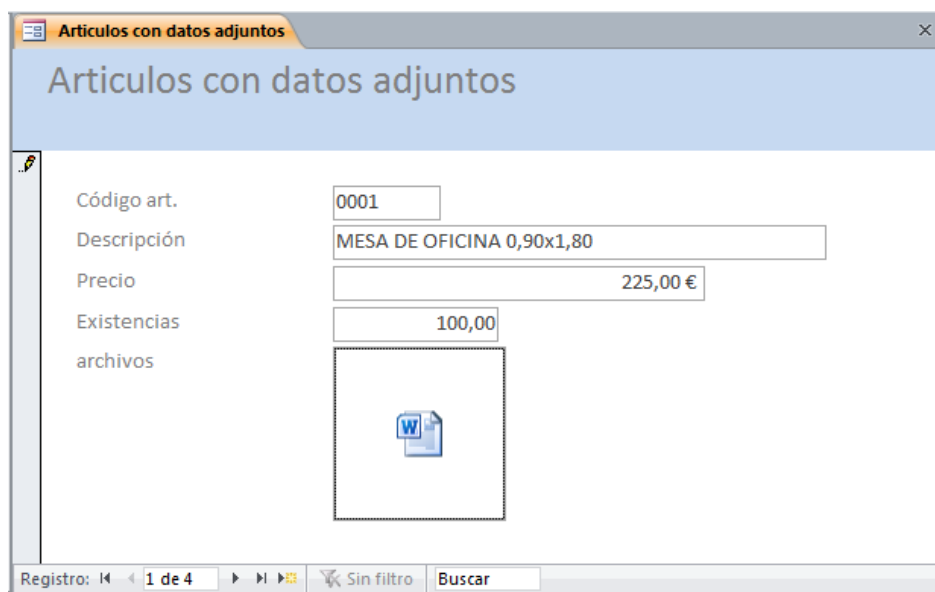 Articulos con datos adjuntos
Articulos con datos adjuntos
Código art. 0001
Descripción MESA DE OFICINA 0,90x1,80
Precio 225,00 €
Existencias 100,00
archivos
W
Registro: 1 de 4 Sin filtro Buscar